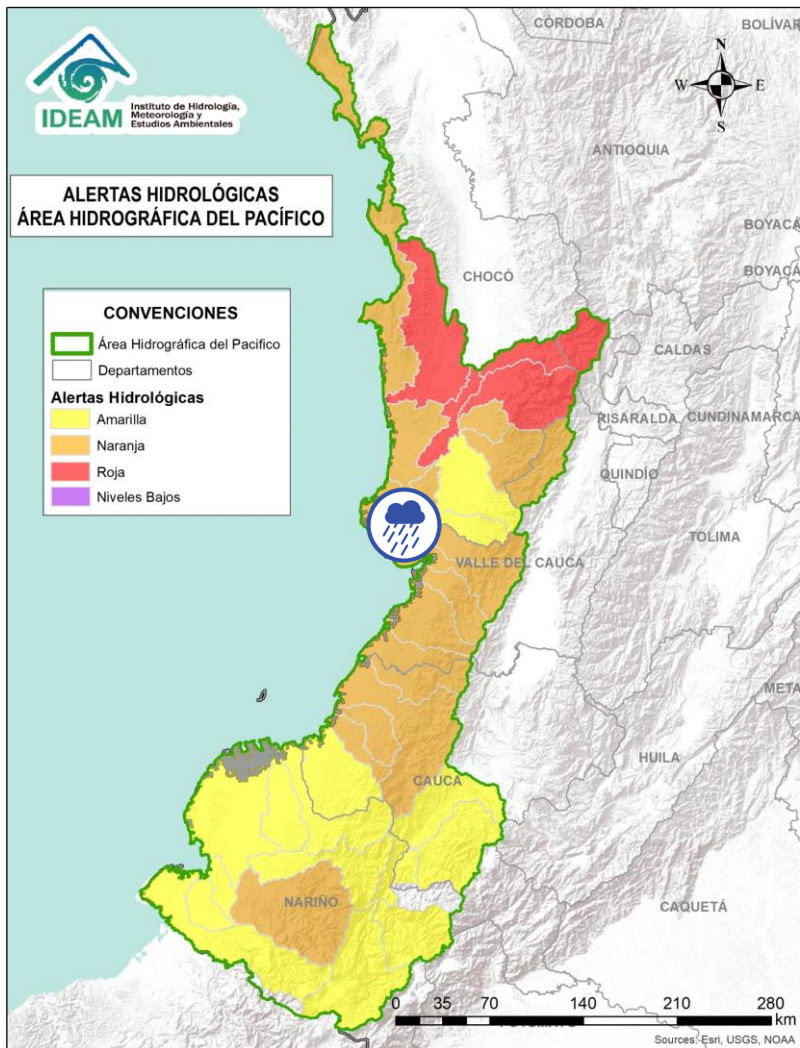 IDEAM
Instituto de Hidrología,
Meteorología y
Estudios Ambientales
ALERTAS HIDROLÓGICAS
ÁREA HIDROGRÁFICA DEL PACÍFICO
CONVENCIONES
Área Hidrográfica del Pacifico
Departamentos
Alertas Hidrológicas
Amarilla
Naranja
Roja
Niveles Bajos
CÓRDOBA
BOLÍVAR
N
W
E
S
ANTIOQUIA
BOYACÁ
BOYACÁ
CHOCÓ
CALDAS
RISARALDA
CUNDINAMARCA
QUINDÍO
TOLIMA
VALLE DEL CAUCA
META
HUILA
CAUCA
NARIÑO
CAQUETÁ
0 35 70 140 210 280
km
Sources: Esri, USGS, NOAA